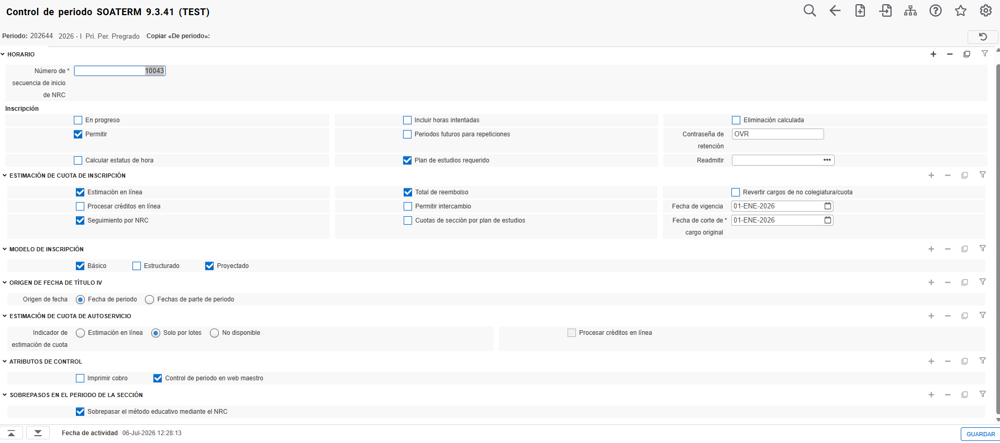 Control de periodo SOATERM 9.3.41 (TEST)
Periodo: 202644 2026 - I Pri. Per. Pregrado Copiar «De periodo»:
HORARIO
Número de * 10043
secuencia de inicio
de NRC
Inscripción
En progreso Incluir horas intentadas Eliminación calculada
Permitir Periodos futuros para repeticiones Contraseña de OVR
retención
Calcular estatus de hora Plan de estudios requerido Readmitir
ESTIMACIÓN DE CUOTA DE INSCRIPCIÓN
Estimación en línea Total de reembolso Revertir cargos de no colegiatura/cuota
Procesar créditos en línea Permitir intercambio Fecha de vigencia 01-ENE-2026
Seguimiento por NRC Cuotas de sección por plan de estudios Fecha de corte de * 01-ENE-2026
cargo original
MODELO DE INSCRIPCIÓN
Básico Estructurado Proyectado
ORIGEN DE FECHA DE TÍTULO IV
Origen de fecha Fecha de periodo Fechas de parte de periodo
ESTIMACIÓN DE CUOTA DE AUTOSERVICIO
Indicador de Estimación en línea Solo por lotes No disponible Procesar créditos en línea
estimación de cuota
ATRIBUTOS DE CONTROL
Imprimir cobro Control de periodo en web maestro
SOBREPASOS EN EL PERIODO DE LA SECCIÓN
Sobrepasar el método educativo mediante el NRC
Fecha de actividad 06-Jul-2026 12:28:13
GUARDAR